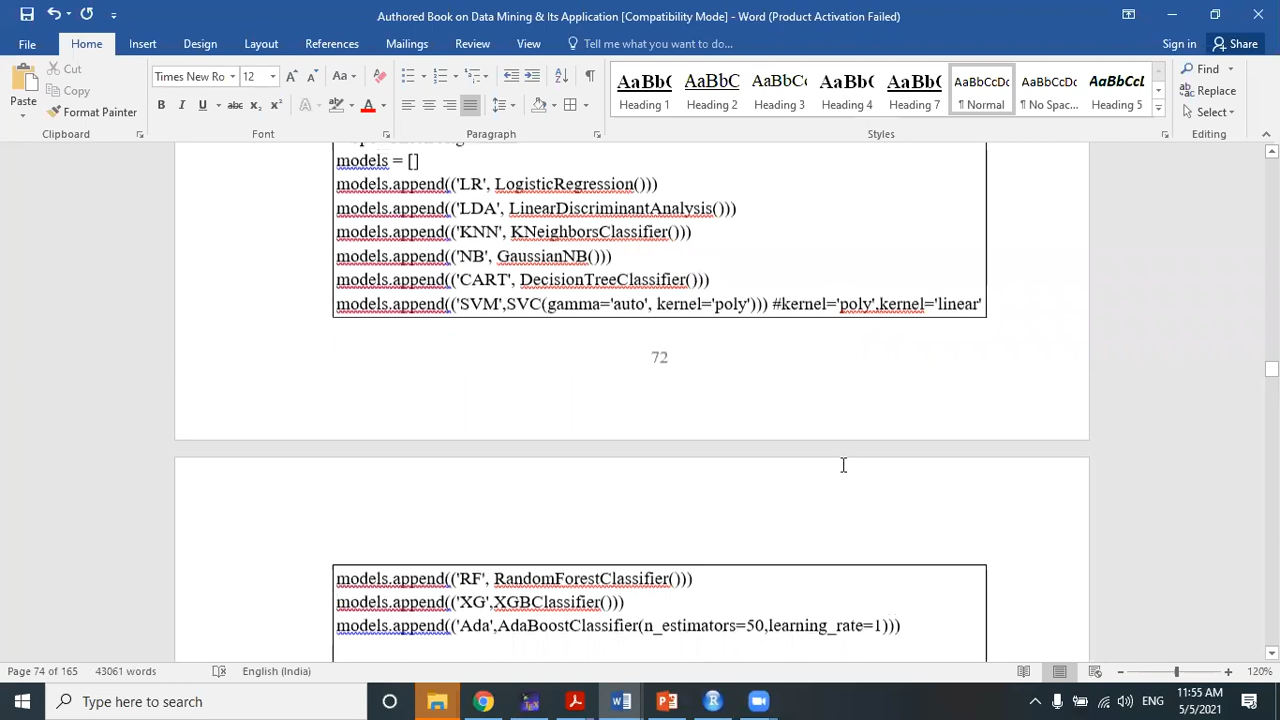 Authored Book on Data Mining & Its Application [Compatibility Mode] - Word (Product Activation Failed)
File Home Insert Design Layout References Mailings Review View Tell me what you want to do... Sign in Share
Paste
Cut
Copy
Format Painter
Clipboard
Times New Ro 12
Font
Paragraph
AaBbC Heading 1
AaBbC Heading 2
Heading 4
Heading 7
AaBbCcDc ¶ Normal
AaBbCcDc ¶ No Spa...
Heading 5
Styles
Find
Replace
Select
Editing
models = []
models.append(('LR', LogisticRegression()))
models.append(('LDA', LinearDiscriminantAnalysis()))
models.append(('KNN', KNeighborsClassifier()))
models.append(('NB', GaussianNB()))
models.append(('CART', DecisionTreeClassifier()))
models.append(('SVM',SVC(gamma='auto', kernel='poly'))) #kernel='poly',kernel='linear'
72
models.append(('RF', RandomForestClassifier()))
models.append(('XG',XGBClassifier()))
models.append(('Ada',AdaBoostClassifier(n_estimators=50,learning_rate=1)))
Page 74 of 165 43061 words English (India) 120%
Type here to search
ENG
11:55 AM
5/5/2021